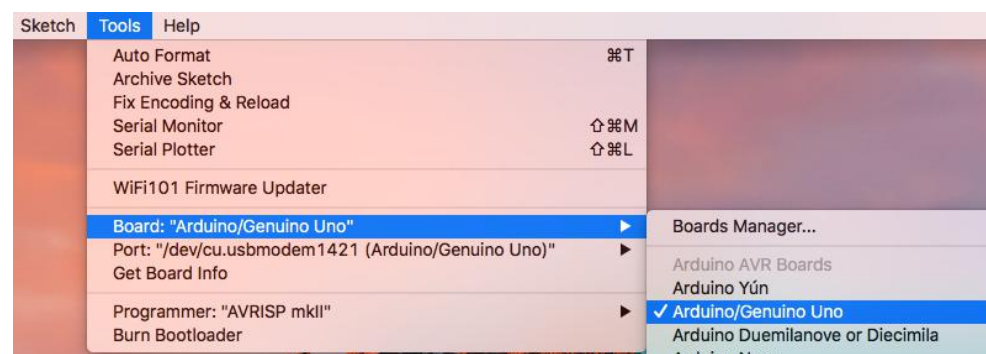 Sketch Tools Help
Auto Format ⌘T
Archive Sketch
Fix Encoding & Reload
Serial Monitor ⇧⌘M
Serial Plotter ⇧⌘L
WiFi101 Firmware Updater
Board: "Arduino/Genuino Uno" ▶
Port: "/dev/cu.usbmodem1421 (Arduino/Genuino Uno)" ▶
Get Board Info
Programmer: "AVRISP mkII" ▶
Burn Bootloader
Boards Manager...
Arduino AVR Boards
Arduino Yún
✓ Arduino/Genuino Uno
Arduino Duemilanove or Diecimila